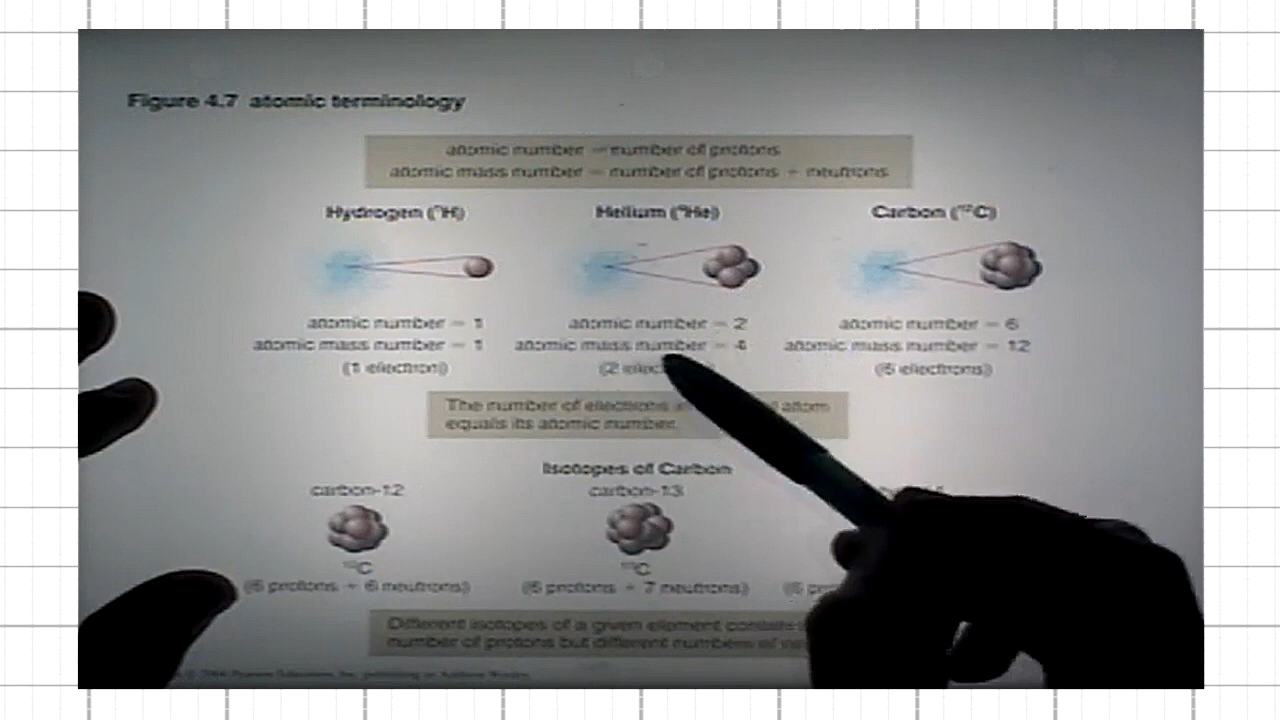 Figure 4.7 atomic terminology
atomic number = number of protons
atomic mass number = number of protons + neutrons
Hydrogen (¹H)
Helium (⁴He)
Carbon (¹²C)
atomic number = 1
atomic mass number = 1
(1 electron)
atomic number = 2
atomic mass number = 4
(2 elec
atomic number = 6
atomic mass number = 12
(6 electrons)
The number of electrons atom
equals its atomic number.
Isotopes of Carbon
carbon-12
¹²C
(6 protons + 6 neutrons)
carbon-13
¹³C
(6 protons + 7 neutrons)
(6
Different isotopes of a given element
number of protons but different numbers of